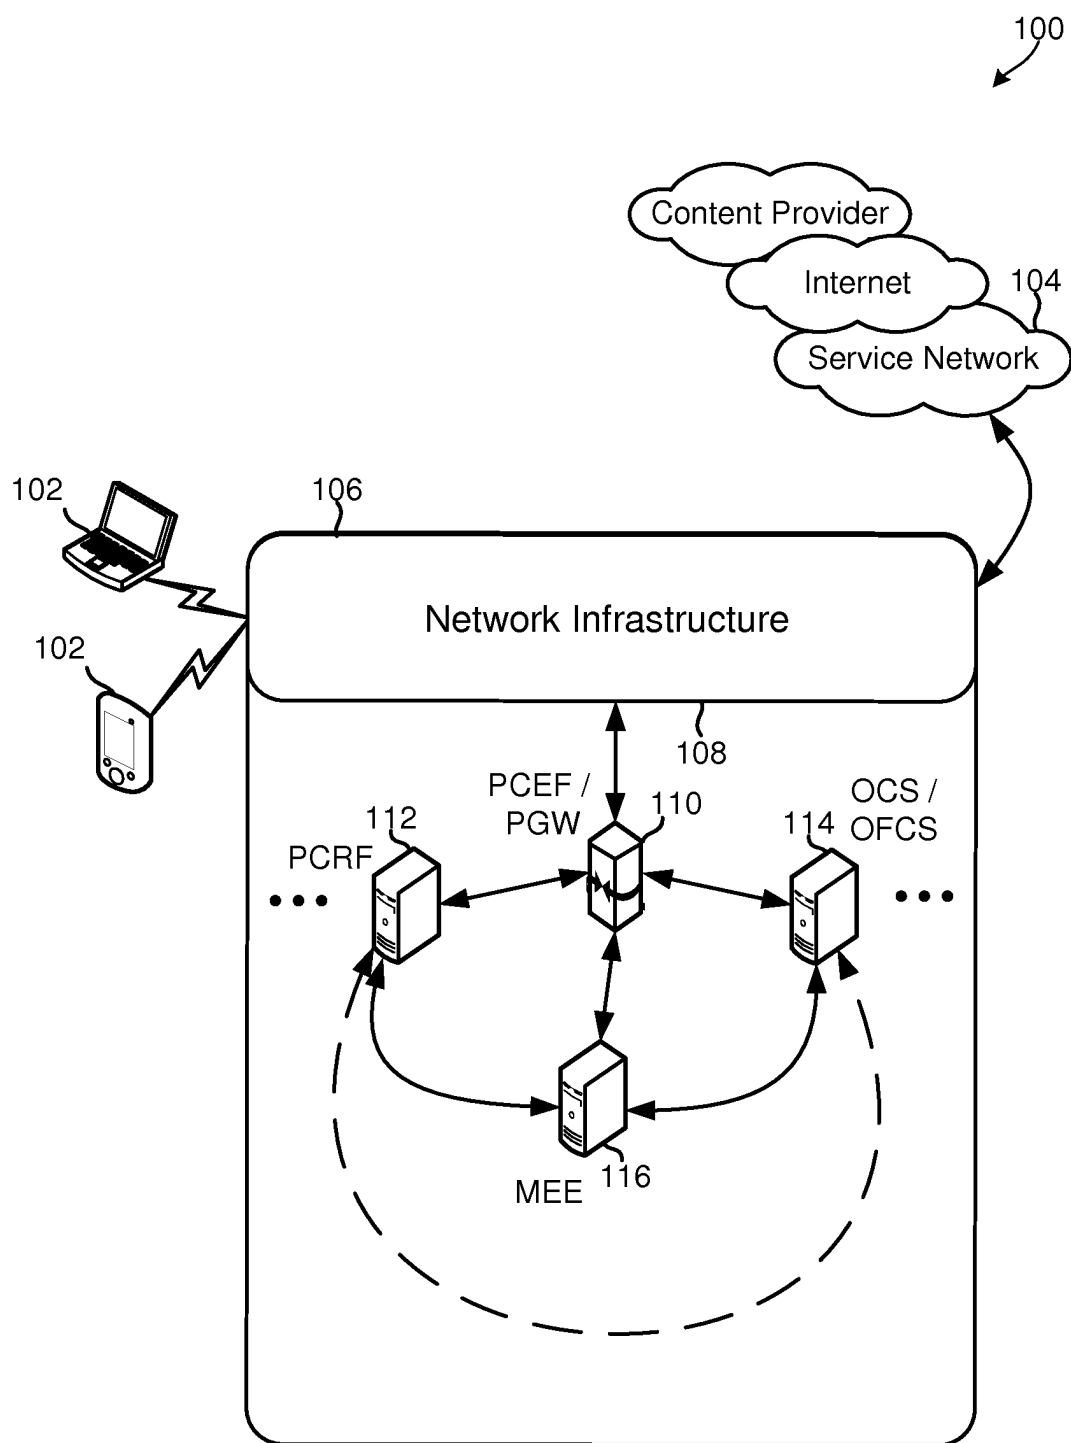 100
Content Provider
Internet
104
Service Network
102
106
Network Infrastructure
102
108
PCEF /
PGW
110
OCS /
OFCS
112
114
PCRF
116
MEE